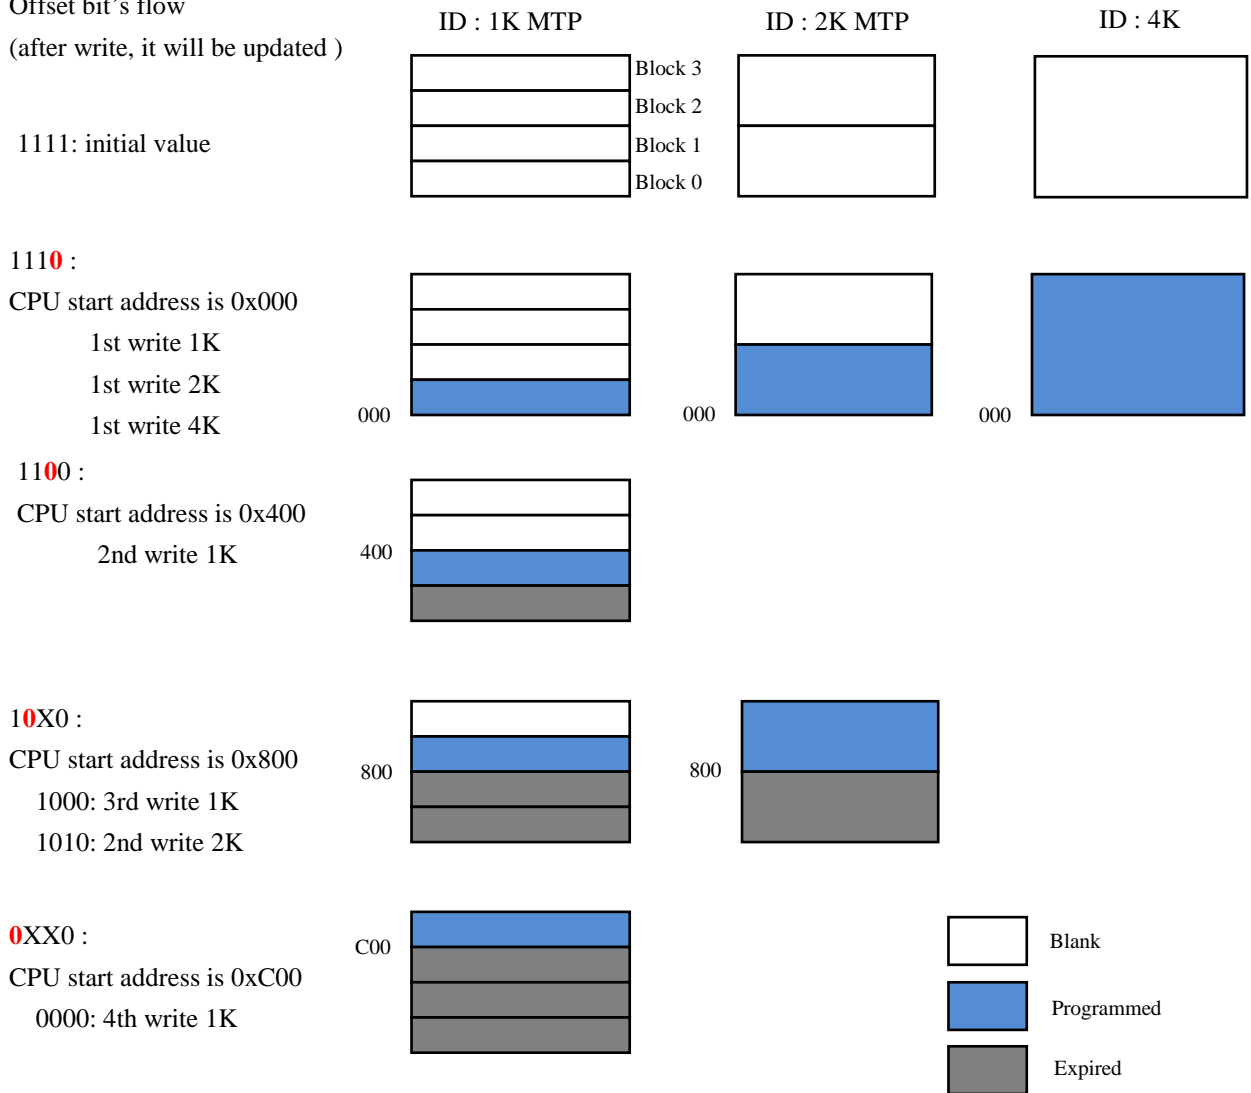 Offset bit's flow
(after write, it will be updated )
ID : 1K MTP
ID : 2K MTP
ID : 4K
Block 3
Block 2
Block 1
Block 0
1111: initial value
1110 :
CPU start address is 0x000
1st write 1K
1st write 2K
1st write 4K
000
000
000
1100 :
CPU start address is 0x400
2nd write 1K
400
10X0 :
CPU start address is 0x800
1000: 3rd write 1K
1010: 2nd write 2K
800
800
0XX0 :
CPU start address is 0xC00
0000: 4th write 1K
C00
Blank
Programmed
Expired